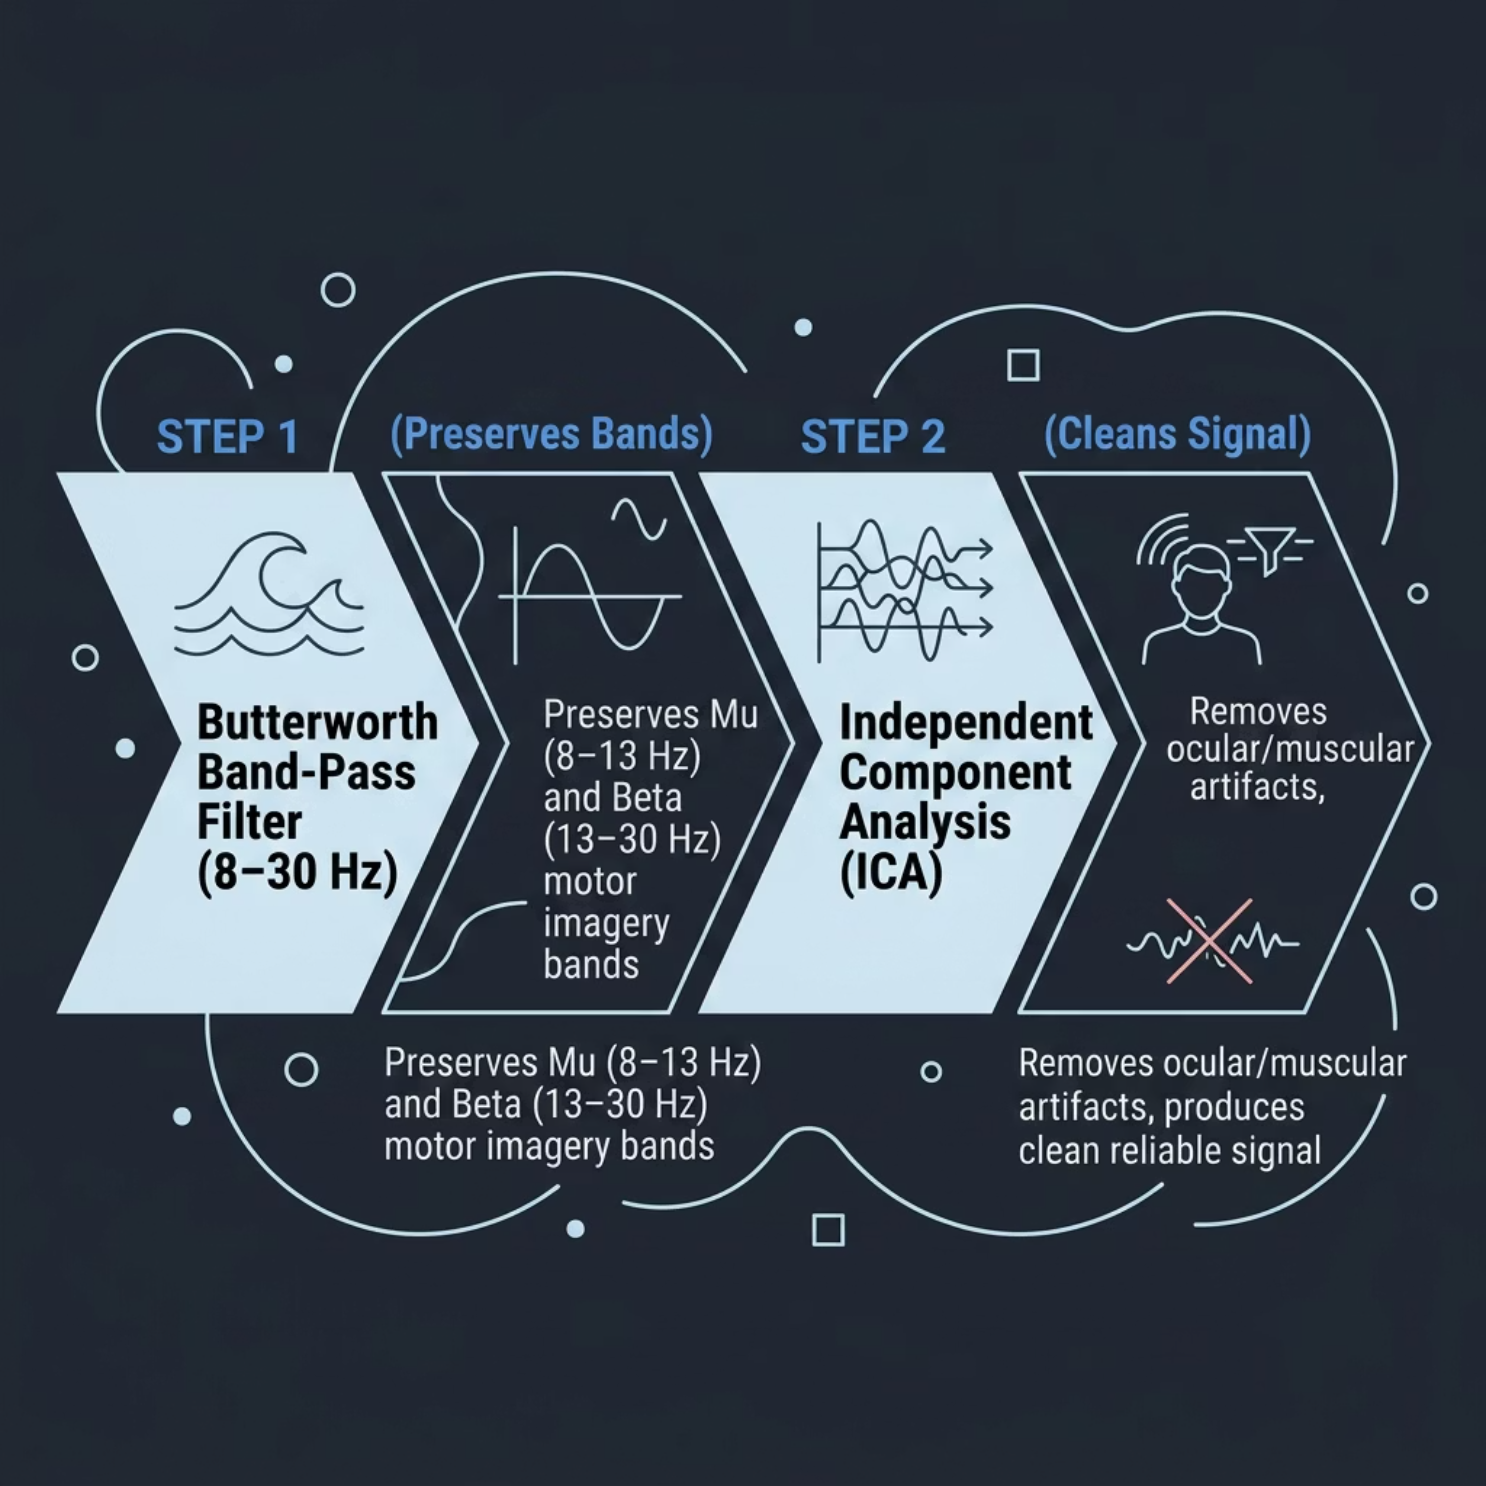 STEP 1
(Preserves Bands)
STEP 2
(Cleans Signal)
Butterworth
Band-Pass
Filter
(8–30 Hz)
Preserves Mu
(8–13 Hz)
and Beta
(13–30 Hz)
motor
imagery
bands
Independent
Component
Analysis
(ICA)
Removes
ocular/muscular
artifacts,
Preserves Mu (8–13 Hz)
and Beta (13–30 Hz)
motor imagery bands
Removes ocular/muscular
artifacts, produces
clean reliable signal